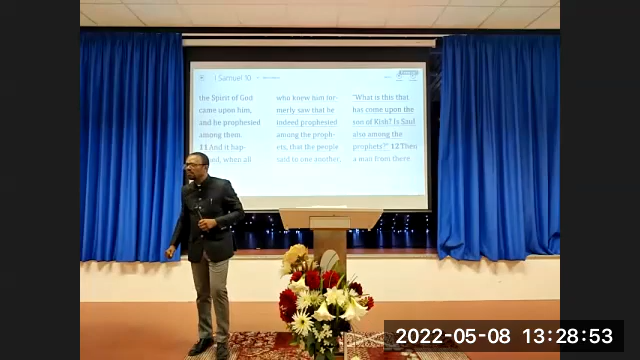 1 Samuel 10
the Spirit of God
came upon him,
and he prophesied
among them.
11 And it hap-
when all
who knew him for-
merly saw that he
indeed prophesied
among the proph-
ets, that the people
said to one another,
"What is this that
has come upon the
son of Kish? Is Saul
also among the
prophets?" 12 Then
a man from there
2022-05-08 13:28:53